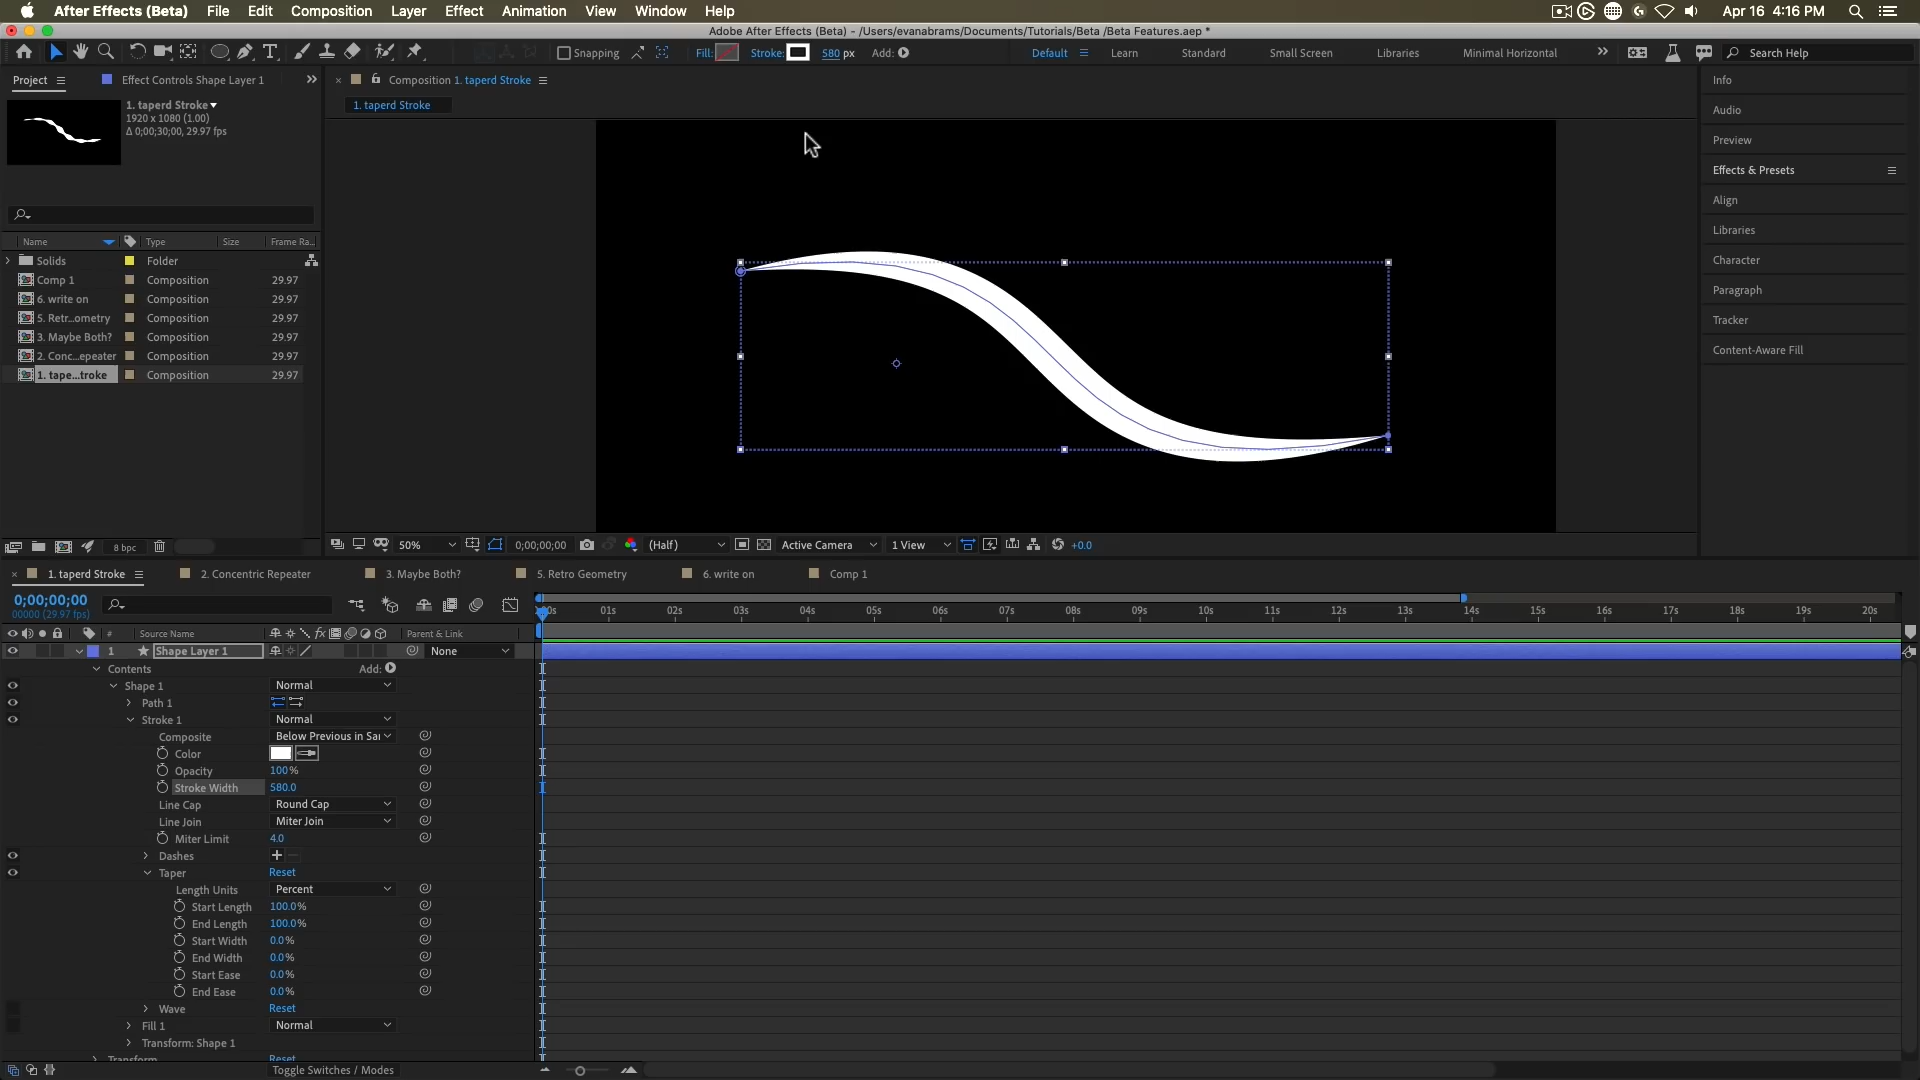 After Effects (Beta) File Edit Composition Layer Effect Animation View Window Help Apr 16 4:16 PM
Adobe After Effects (Beta) - /Users/evanabrams/Documents/Tutorials/Beta /Beta Features.aep *
Snapping Fill: Stroke: 580 px Add: Default Learn Standard Small Screen Libraries Minimal Horizontal Search Help
Project Effect Controls Shape Layer 1 Composition 1. taperd Stroke
1. taperd Stroke
1. taperd Stroke
1920 x 1080 (1.00)
Δ 0;00;30;00, 29.97 fps
Info
Audio
Preview
Effects & Presets
Align
Libraries
Character
Paragraph
Tracker
Content-Aware Fill
Name Type Size Frame Ra...
Solids Folder
Comp 1 Composition 29.97
6. write on Composition 29.97
5. Retr...ometry Composition 29.97
3. Maybe Both? Composition 29.97
2. Conc...epeater Composition 29.97
1. tape...troke Composition 29.97
8 bpc 50% 0;00;00;00 (Half) Active Camera 1 View +0.0
1. taperd Stroke 2. Concentric Repeater 3. Maybe Both? 5. Retro Geometry 6. write on Comp 1
0;00;00;00
00000 (29.97 fps)
01s 02s 03s 04s 05s 06s 07s 08s 09s 10s 11s 12s 13s 14s 15s 16s 17s 18s 19s 20s
# Source Name Parent & Link
1 Shape Layer 1 None
Contents Add:
Shape 1 Normal
Path 1
Stroke 1 Normal
Composite Below Previous in Sa
Color
Opacity 100%
Stroke Width 580.0
Line Cap Round Cap
Line Join Miter Join
Miter Limit 4.0
Dashes
Taper Reset
Length Units Percent
Start Length 100.0%
End Length 100.0%
Start Width 0.0%
End Width 0.0%
Start Ease 0.0%
End Ease 0.0%
Wave Reset
Fill 1 Normal
Transform: Shape 1
Transform Reset
Toggle Switches / Modes